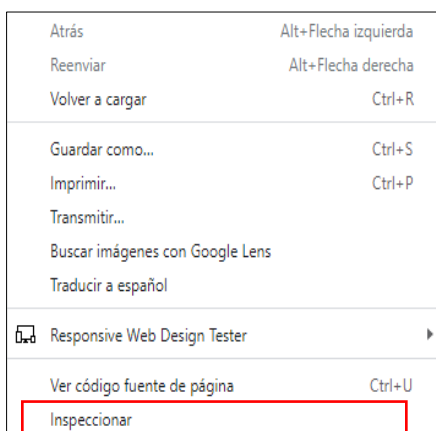 Atrás Alt+Flecha izquierda
Reenviar Alt+Flecha derecha
Volver a cargar Ctrl+R
Guardar como... Ctrl+S
Imprimir... Ctrl+P
Transmitir...
Buscar imágenes con Google Lens
Traducir a español
Responsive Web Design Tester
Ver código fuente de página Ctrl+U
Inspeccionar